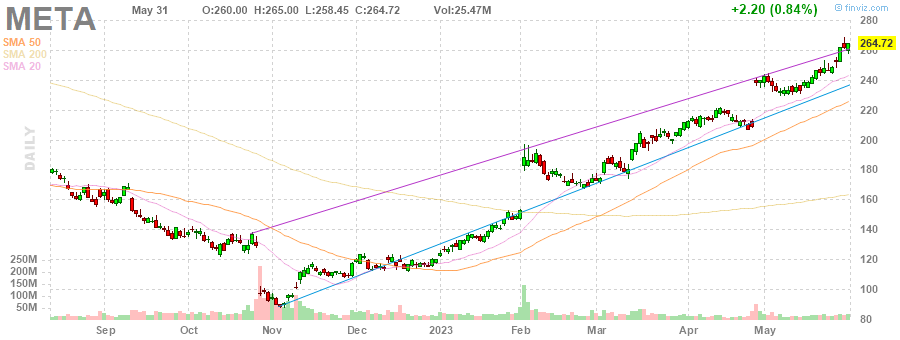 META May 31 O:260.00 H:265.00 L:258.45 C:264.72 Vol:25.47M +2.20 (0.84%) © finviz.com
SMA 50
SMA 200
SMA 20
DAILY
280
264.72
260
240
220
200
180
160
140
120
100
80
250M
200M
150M
100M
50M
Sep Oct Nov Dec 2023 Feb Mar Apr May